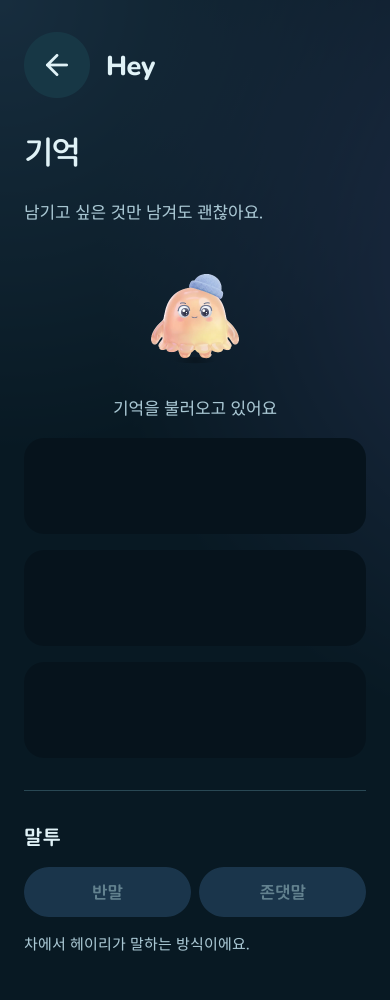 Hey
기억
남기고 싶은 것만 남겨도 괜찮아요.
기억을 불러오고 있어요
말투
반말
존댓말
차에서 헤이리가 말하는 방식이에요.